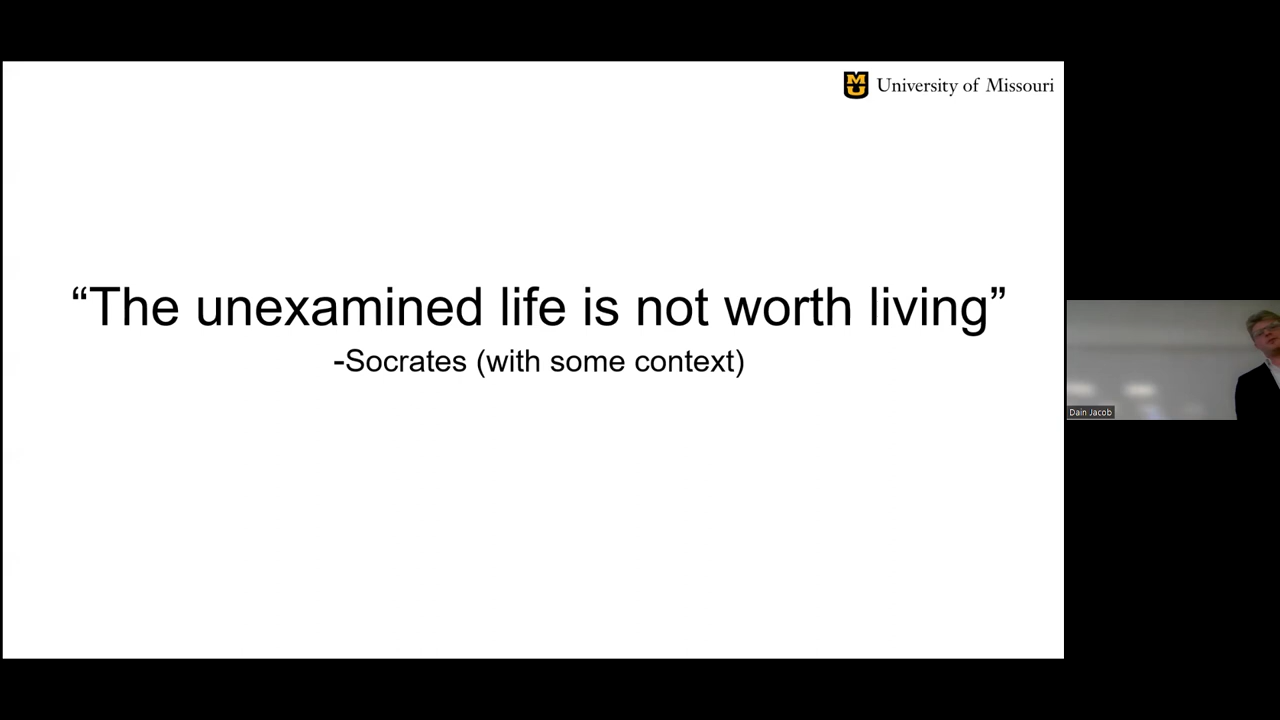 University of Missouri
“The unexamined life is not worth living”
-Socrates (with some context)
Dain Jacob